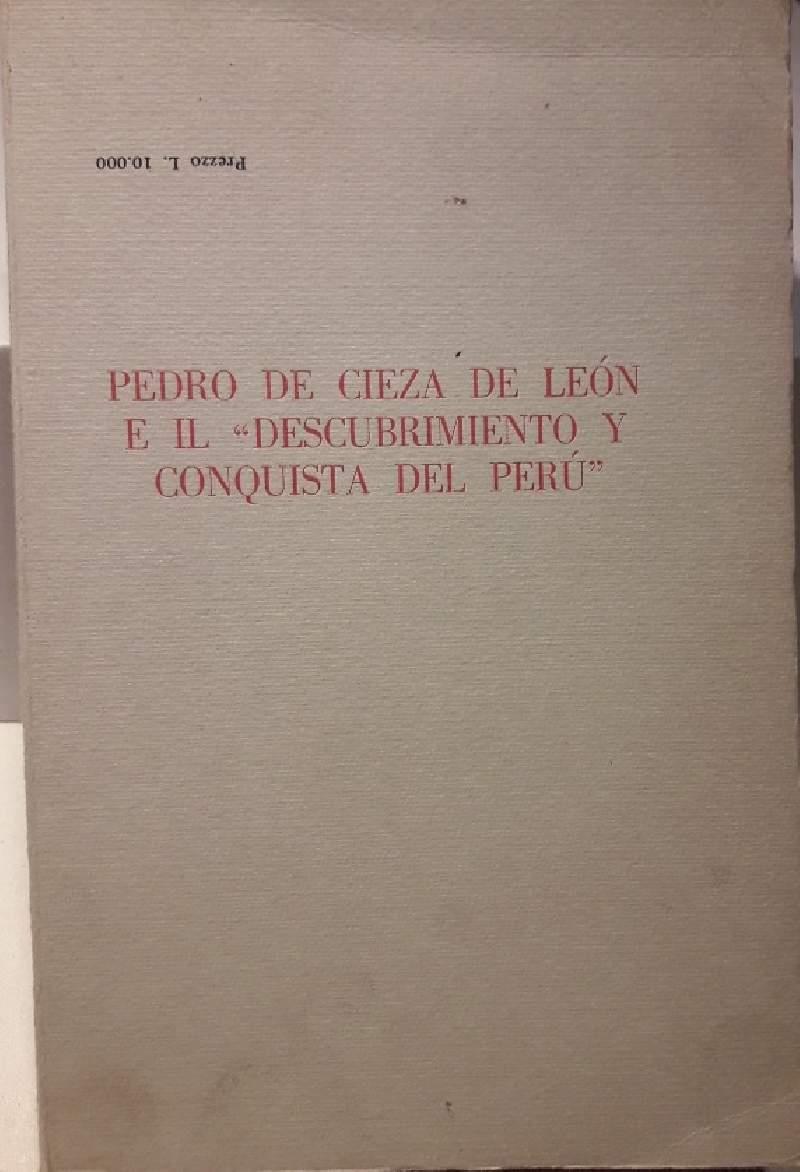 Prezzo L. 10.000
PEDRO DE CIEZA DE LEÓN
E IL “DESCUBRIMIENTO Y
CONQUISTA DEL PERÚ”